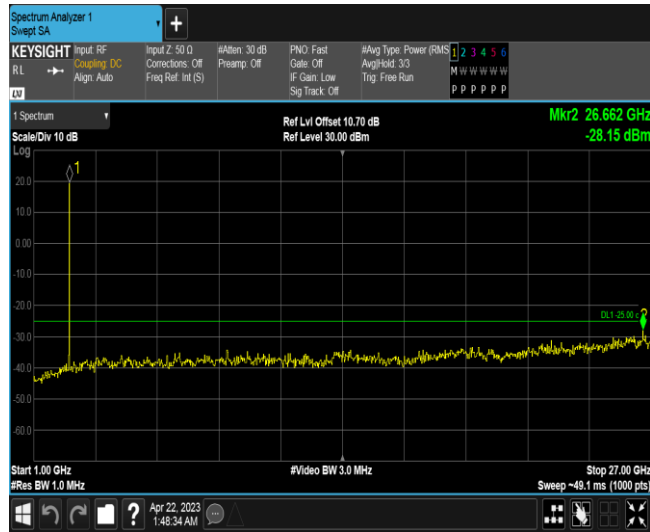 Spectrum Analyzer 1
Swept SA
+
KEYSIGHT
RL
LXI
Input: RF
Coupling: DC
Align: Auto
Input Z: 50 Ω
Corrections: Off
Freq Ref: Int (S)
#Atten: 30 dB
Preamp: Off
PNO: Fast
Gate: Off
IF Gain: Low
Sig Track: Off
#Avg Type: Power (RMS
Avg|Hold: 3/3
Trig: Free Run
1 2 3 4 5 6
M W W W W W
P P P P P P
1 Spectrum
Scale/Div 10 dB
Log
Ref Lvl Offset 10.70 dB
Ref Level 30.00 dBm
Mkr2 26.662 GHz
-28.15 dBm
1
20.0
10.0
0.00
-10.0
-20.0
DL1 -25.00
2
-30.0
-40.0
-50.0
-60.0
Start 1.00 GHz
#Res BW 1.0 MHz
#Video BW 3.0 MHz
Stop 27.00 GHz
Sweep ~49.1 ms (1000 pts)
?
Apr 22, 2023
1:48:34 AM